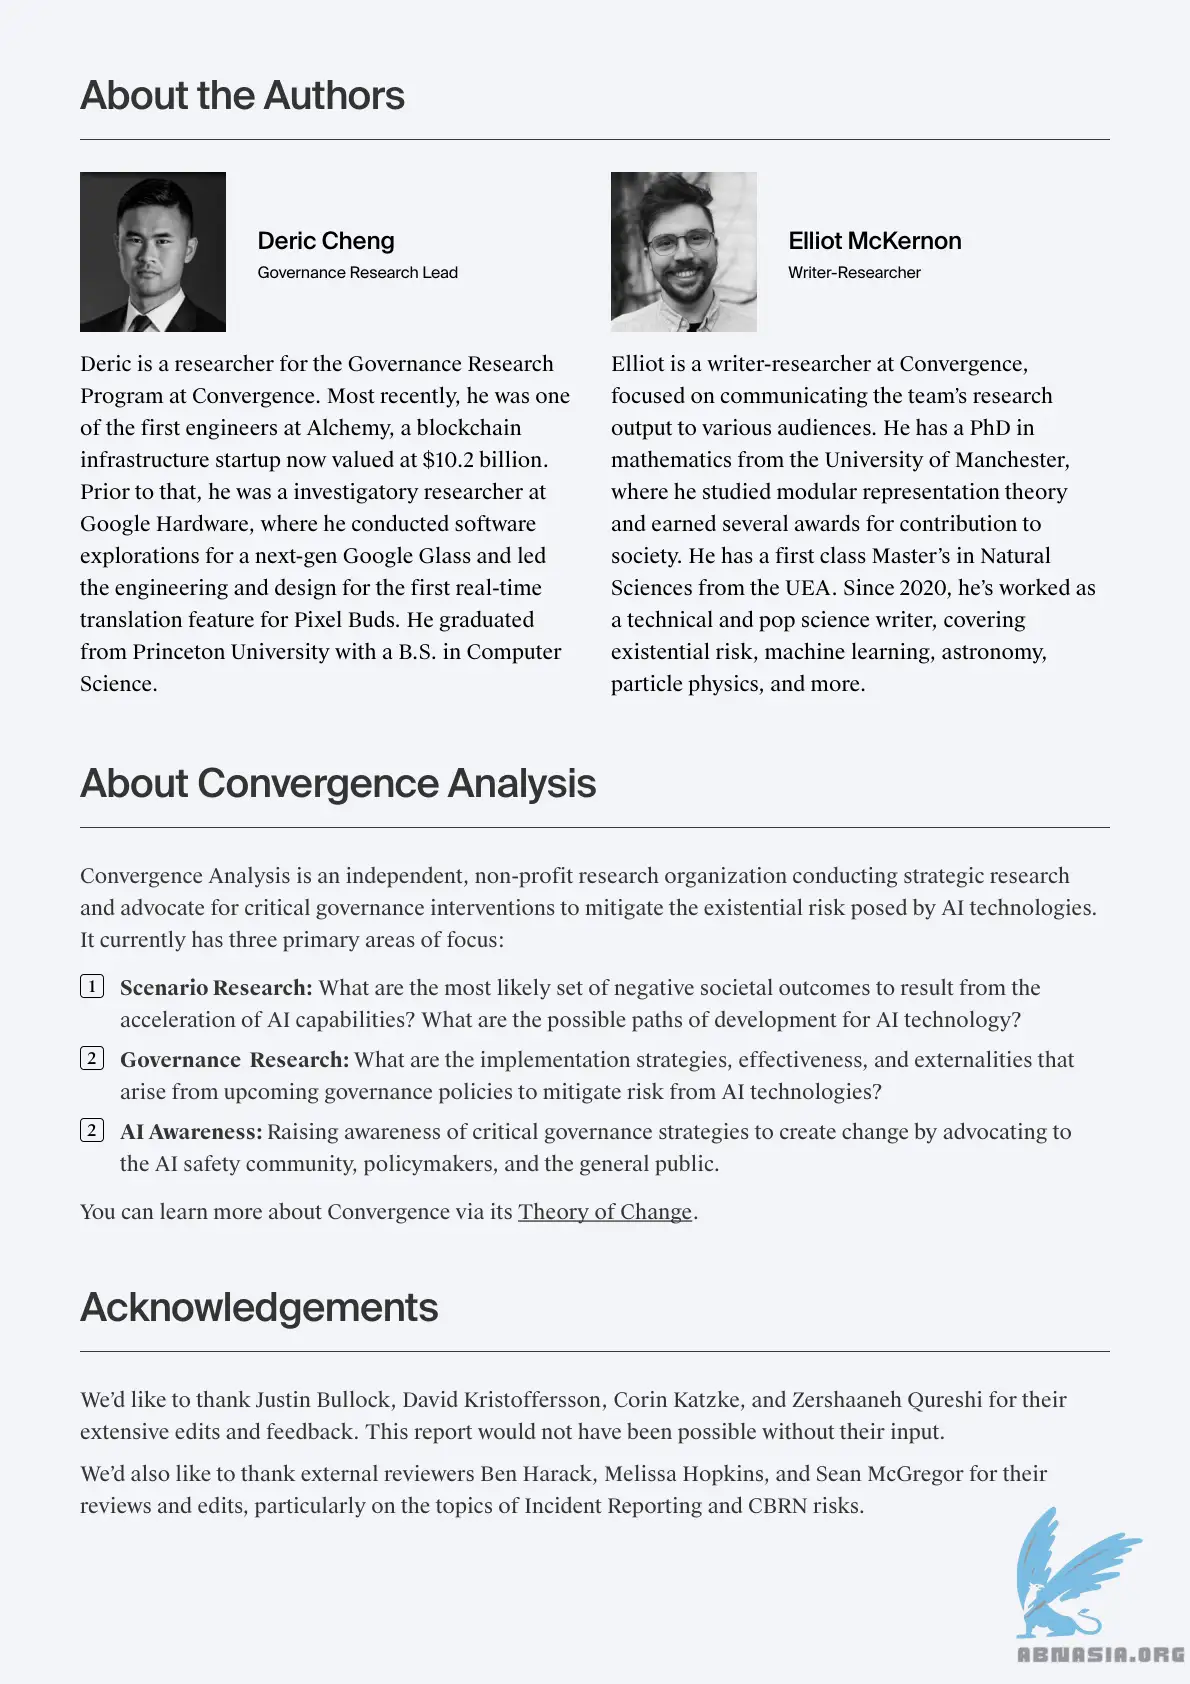 About the Authors
Deric Cheng
Governance Research Lead
Deric is a researcher for the Governance Research
Program at Convergence. Most recently, he was one
of the first engineers at Alchemy, a blockchain
infrastructure startup now valued at $10.2 billion.
Prior to that, he was a investigatory researcher at
Google Hardware, where he conducted software
explorations for a next-gen Google Glass and led
the engineering and design for the first real-time
translation feature for Pixel Buds. He graduated
from Princeton University with a B.S. in Computer
Science.
Elliot McKernon
Writer-Researcher
Elliot is a writer-researcher at Convergence,
focused on communicating the team’s research
output to various audiences. He has a PhD in
mathematics from the University of Manchester,
where he studied modular representation theory
and earned several awards for contribution to
society. He has a first class Master’s in Natural
Sciences from the UEA. Since 2020, he’s worked as
a technical and pop science writer, covering
existential risk, machine learning, astronomy,
particle physics, and more.
About Convergence Analysis
Convergence Analysis is an independent, non-profit research organization conducting strategic research
and advocate for critical governance interventions to mitigate the existential risk posed by AI technologies.
It currently has three primary areas of focus:
1 Scenario Research: What are the most likely set of negative societal outcomes to result from the
acceleration of AI capabilities? What are the possible paths of development for AI technology?
2 Governance Research: What are the implementation strategies, effectiveness, and externalities that
arise from upcoming governance policies to mitigate risk from AI technologies?
2 AI Awareness: Raising awareness of critical governance strategies to create change by advocating to
the AI safety community, policymakers, and the general public.
You can learn more about Convergence via its Theory of Change.
Acknowledgements
We’d like to thank Justin Bullock, David Kristoffersson, Corin Katzke, and Zershaaneh Qureshi for their
extensive edits and feedback. This report would not have been possible without their input.
We’d also like to thank external reviewers Ben Harack, Melissa Hopkins, and Sean McGregor for their
reviews and edits, particularly on the topics of Incident Reporting and CBRN risks.
ABNASIA.ORG